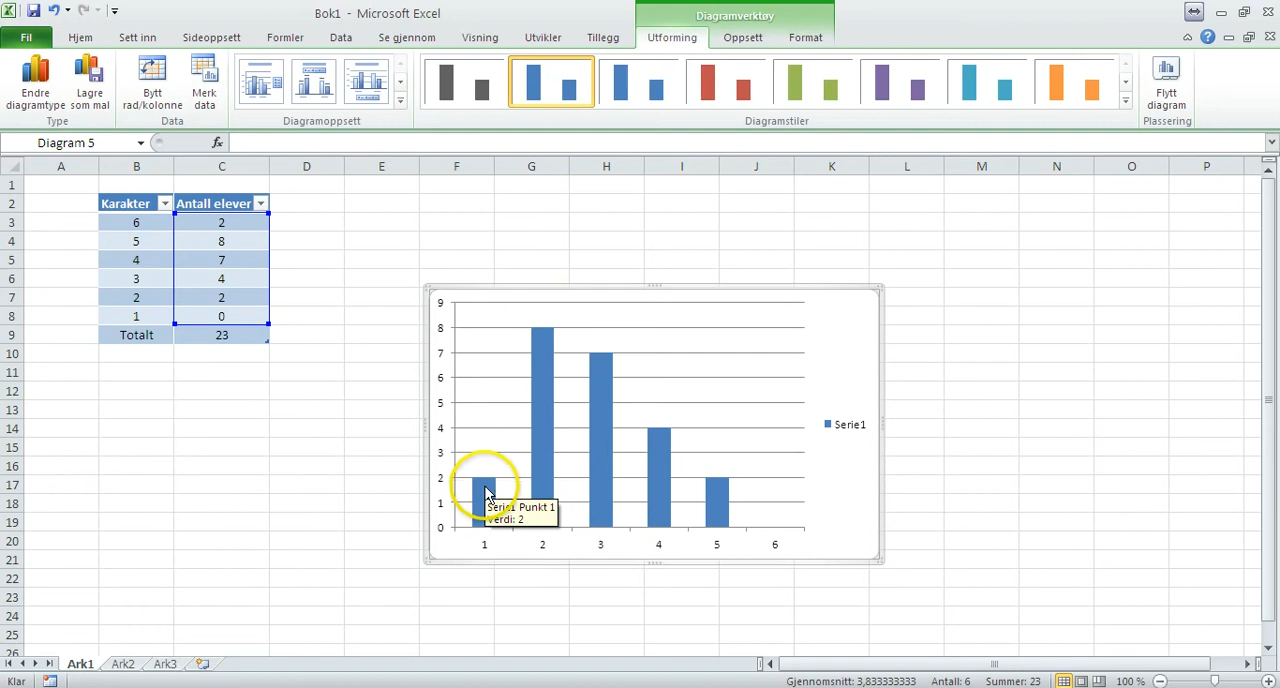 Bok1 - Microsoft Excel
Diagramverktøy
Fil Hjem Sett inn Sideoppsett Formler Data Se gjennom Visning Utvikler Tillegg Utforming Oppsett Format
Endre diagramtype
Lagre som mal
Bytt rad/kolonne
Merk data
Flytt diagram
Type Data Diagramoppsett Diagramstiler Plassering
Diagram 5 fx
A B C D E F G H I J K L M N O P
1
2 Karakter Antall elever
3 6 2
4 5 8
5 4 7
6 3 4
7 2 2
8 1 0
9 Totalt 23
10
11
12
13
14
15
16
17
18
19
20
21
22
23
24
25
26
9
8
7
6
5
4
3
2
1
0
1 2 3 4 5 6
Serie1
Serie1 Punkt 1
Verdi: 2
Ark1 Ark2 Ark3
Klar Gjennomsnitt: 3,833333333 Antall: 6 Summer: 23 100 %